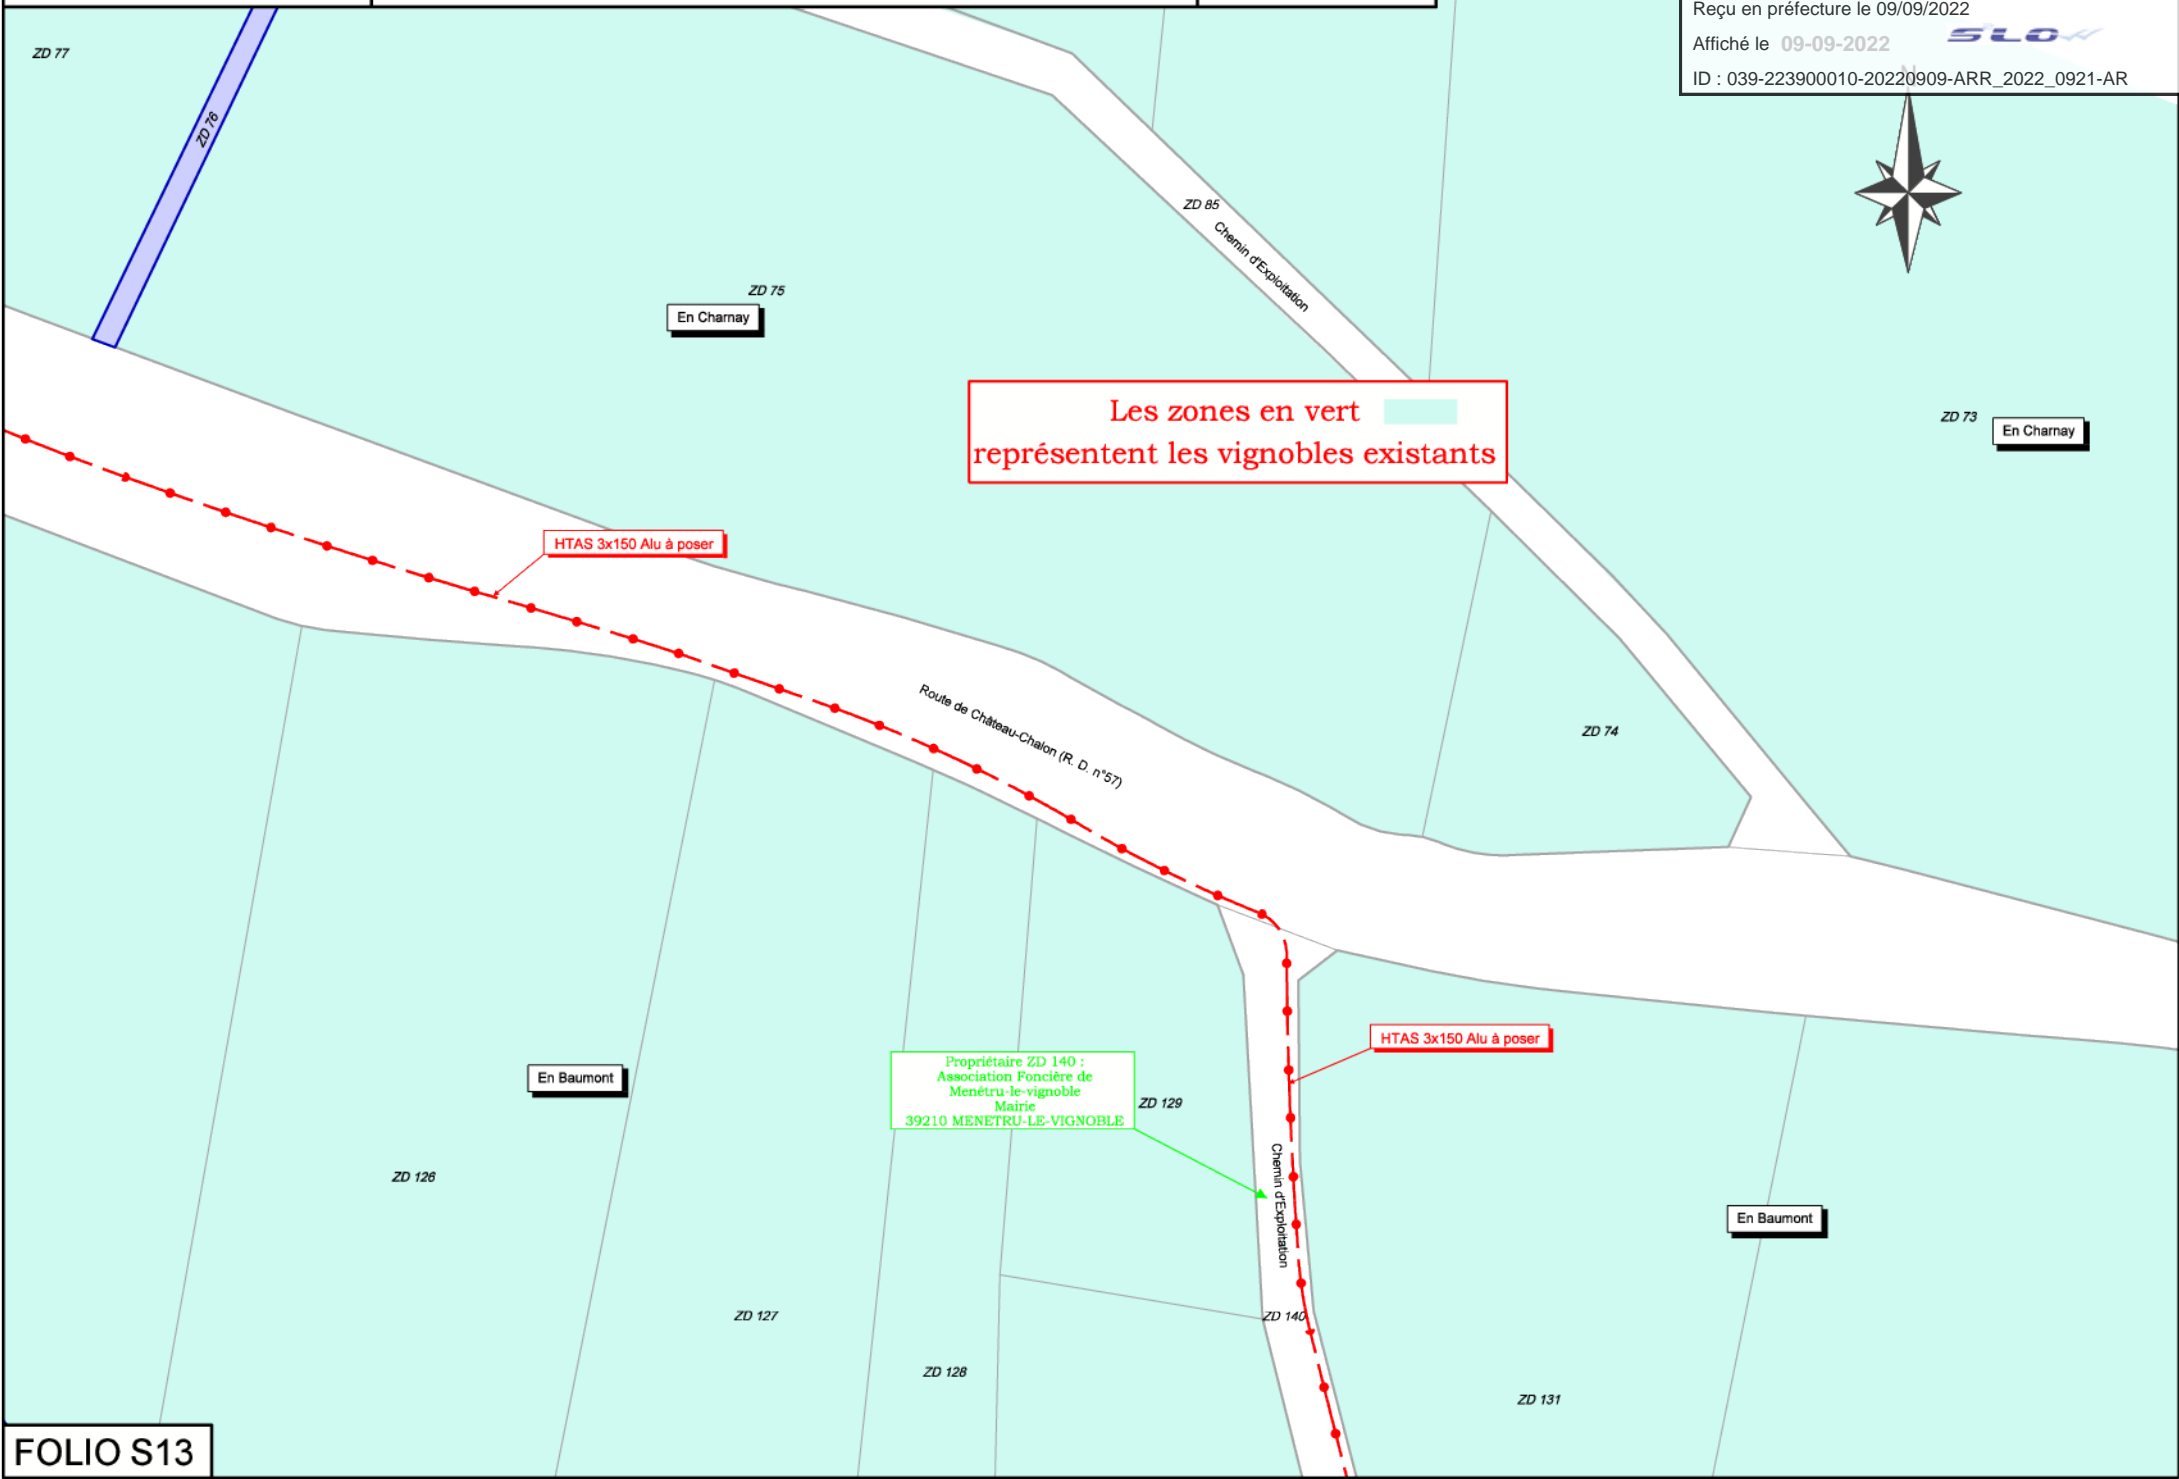 Reçu en préfecture le 09/09/2022
Affiché le 09-09-2022
SLOW
ID : 039-223900010-20220909-ARR_2022_0921-AR
N
ZD 77
ZD 76
ZD 85
Chemin d'Exploitation
ZD 75
En Charnay
Les zones en vert
représentent les vignobles existants
ZD 73
En Charnay
HTAS 3x150 Alu à poser
Route de Château-Chalon (R. D. n°57)
ZD 74
HTAS 3x150 Alu à poser
En Baumont
Propriétaire ZD 140 :
Association Foncière de
Menétru-le-vignoble
Mairie
39210 MENETRU-LE-VIGNOBLE
ZD 129
Chemin d'Exploitation
ZD 126
En Baumont
ZD 127
ZD 140
ZD 128
ZD 131
FOLIO S13